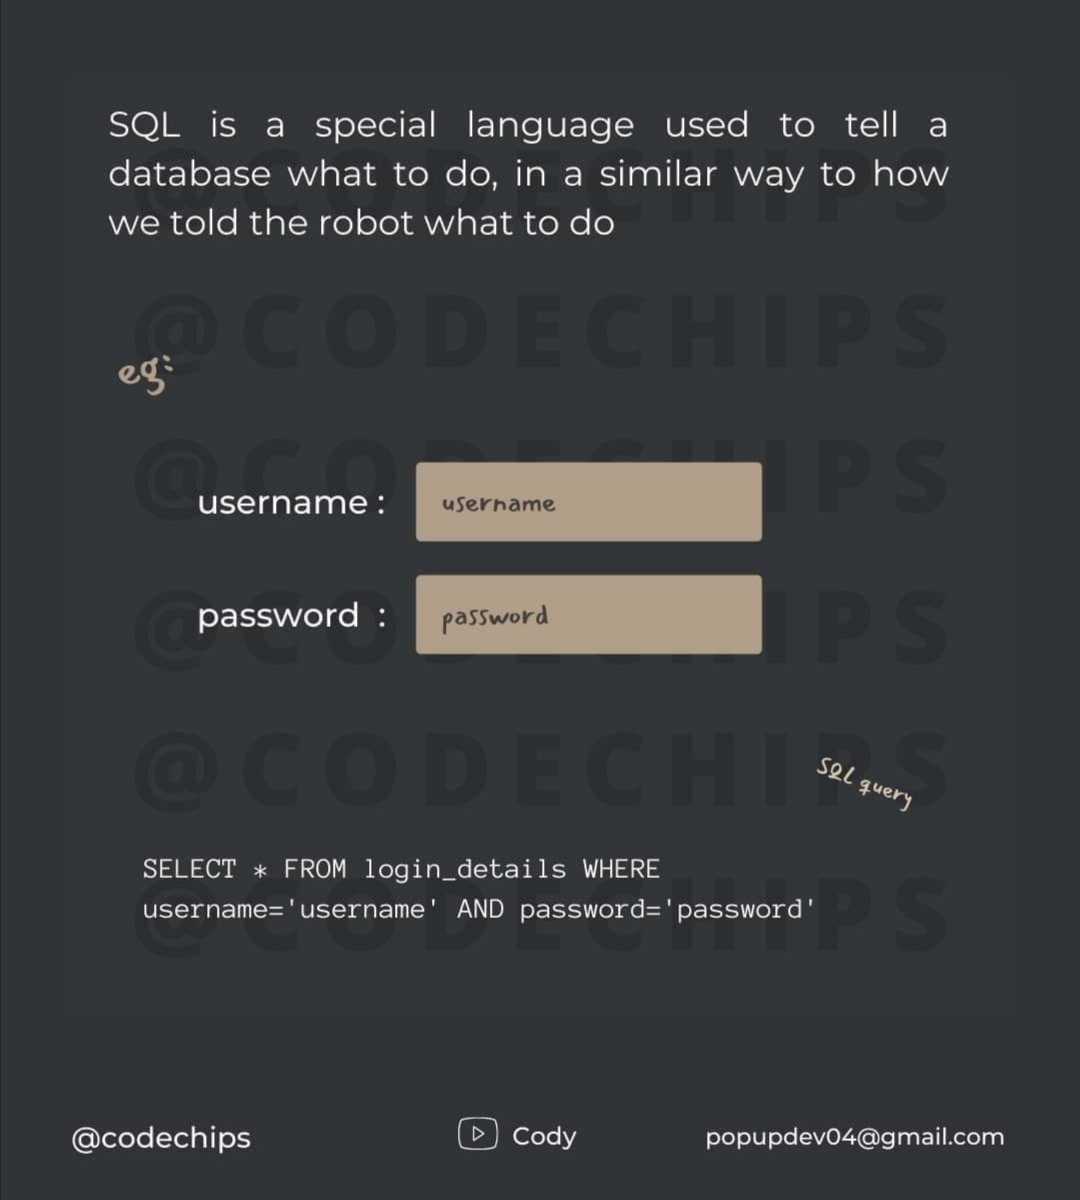 SQL is a special language used to tell a
database what to do, in a similar way to how
we told the robot what to do
@CODECHIPS
eg:
username : username
password : password
@CODECHIPS
SQL query
SELECT * FROM login_details WHERE
username='username' AND password='password'
@codechips
Cody
popupdev04@gmail.com